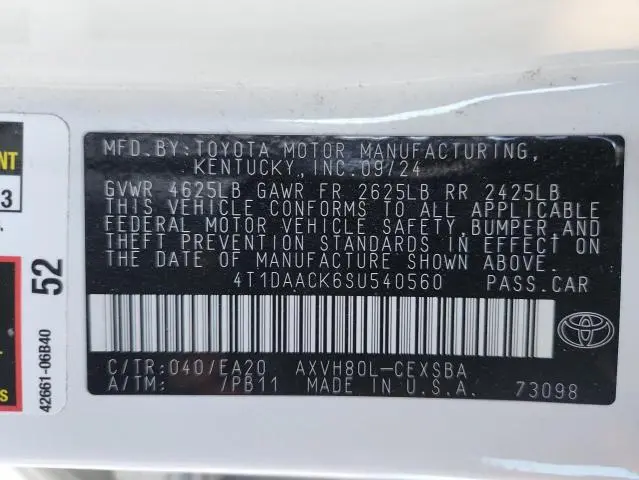 NT
3
52
42661-06B40
MFD.BY:TOYOTA MOTOR MANUFACTURING,
KENTUCKY,INC.09/24
GVWR 4625LB GAWR FR 2625LB RR 2425LB
THIS VEHICLE CONFORMS TO ALL APPLICABLE
FEDERAL MOTOR VEHICLE SAFETY,BUMPER,AND
THEFT PREVENTION STANDARDS IN EFFECT ON
THE DATE OF MANUFACTURE SHOWN ABOVE.
4T1DAACK6SU540560 PASS.CAR
C/TR:040/EA20 AXVH80L-CEXSBA
A/TM: /PB11 MADE IN U.S.A. 73098